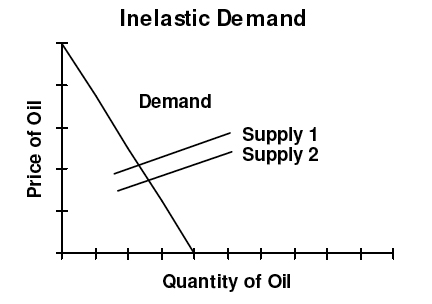 Inelastic Demand
Demand
Supply 1
Supply 2
Price of Oil
Quantity of Oil